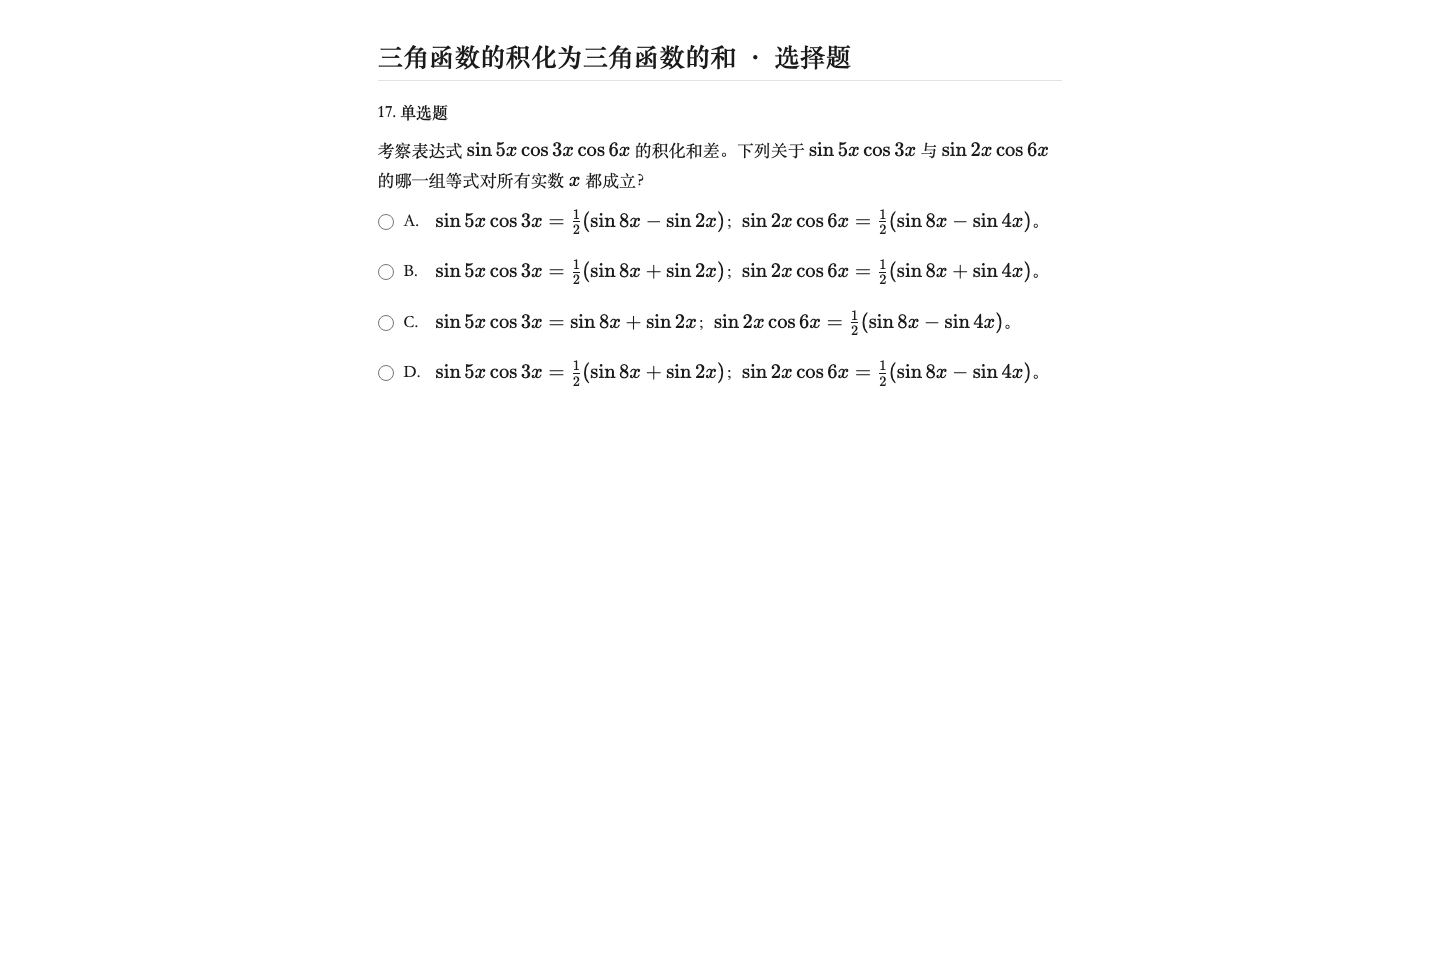 三角函数的积化为三角函数的和 · 选择题
17. 单选题
考察表达式 sin 5x cos 3x cos 6x 的积化和差。下列关于 sin 5x cos 3x 与 sin 2x cos 6x
的哪一组等式对所有实数 x 都成立?
A. sin 5x cos 3x = 1/2(sin 8x − sin 2x); sin 2x cos 6x = 1/2(sin 8x − sin 4x)。
B. sin 5x cos 3x = 1/2(sin 8x + sin 2x); sin 2x cos 6x = 1/2(sin 8x + sin 4x)。
C. sin 5x cos 3x = sin 8x + sin 2x; sin 2x cos 6x = 1/2(sin 8x − sin 4x)。
D. sin 5x cos 3x = 1/2(sin 8x + sin 2x); sin 2x cos 6x = 1/2(sin 8x − sin 4x)。